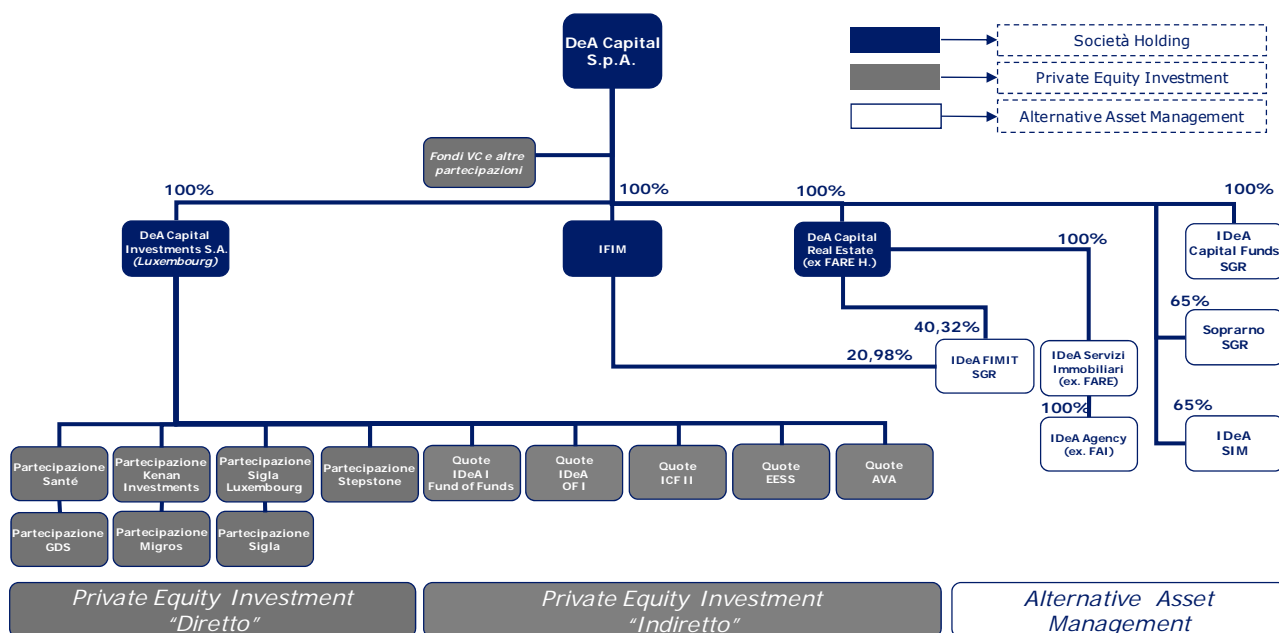 DeA Capital
S.p.A.
Società Holding
Private Equity Investment
Alternative Asset Management
Fondi VC e altre
partecipazioni
100%
100%
100%
100%
DeA Capital
Investments S.A.
(Luxembourg)
IFIM
DeA Capital
Real Estate
(ex FARE H.)
100%
IDeA
Capital Funds
SGR
65%
Soprarno
SGR
40,32%
20,98%
IDeA FIMIT
SGR
IDeA Servizi
Immobiliari
(ex. FARE)
100%
IDeA Agency
(ex. FAI)
65%
IDeA
SIM
Partecipazione
Santé
Partecipazione
Kenan
Investments
Partecipazione
Sigla
Luxembourg
Partecipazione
Stepstone
Quote
IDeA I
Fund of Funds
Quote
IDeA
OF I
Quote
ICF II
Quote
EESS
Quote
AVA
Partecipazione
GDS
Partecipazione
Migros
Partecipazione
Sigla
Private Equity Investment
"Diretto"
Private Equity Investment
"Indiretto"
Alternative Asset
Management